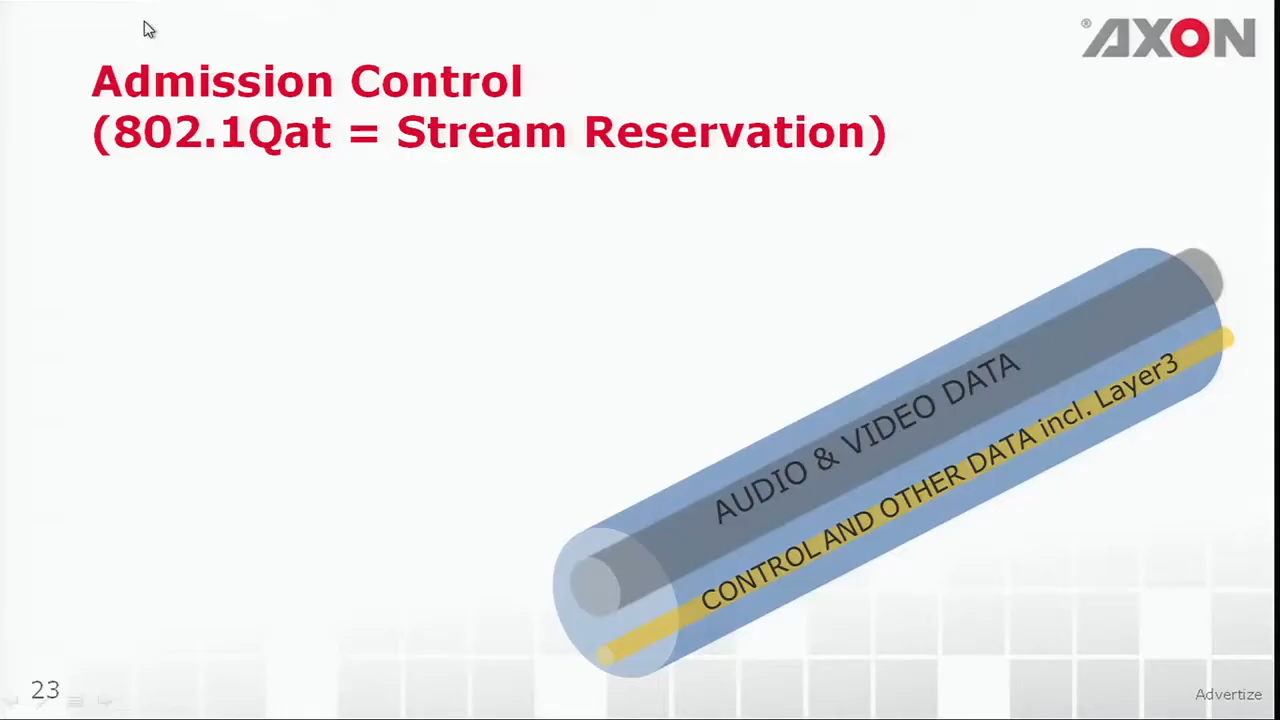 ®AXON
Admission Control
(802.1Qat = Stream Reservation)
AUDIO & VIDEO DATA
CONTROL AND OTHER DATA incl. Layer3
23
Advertize